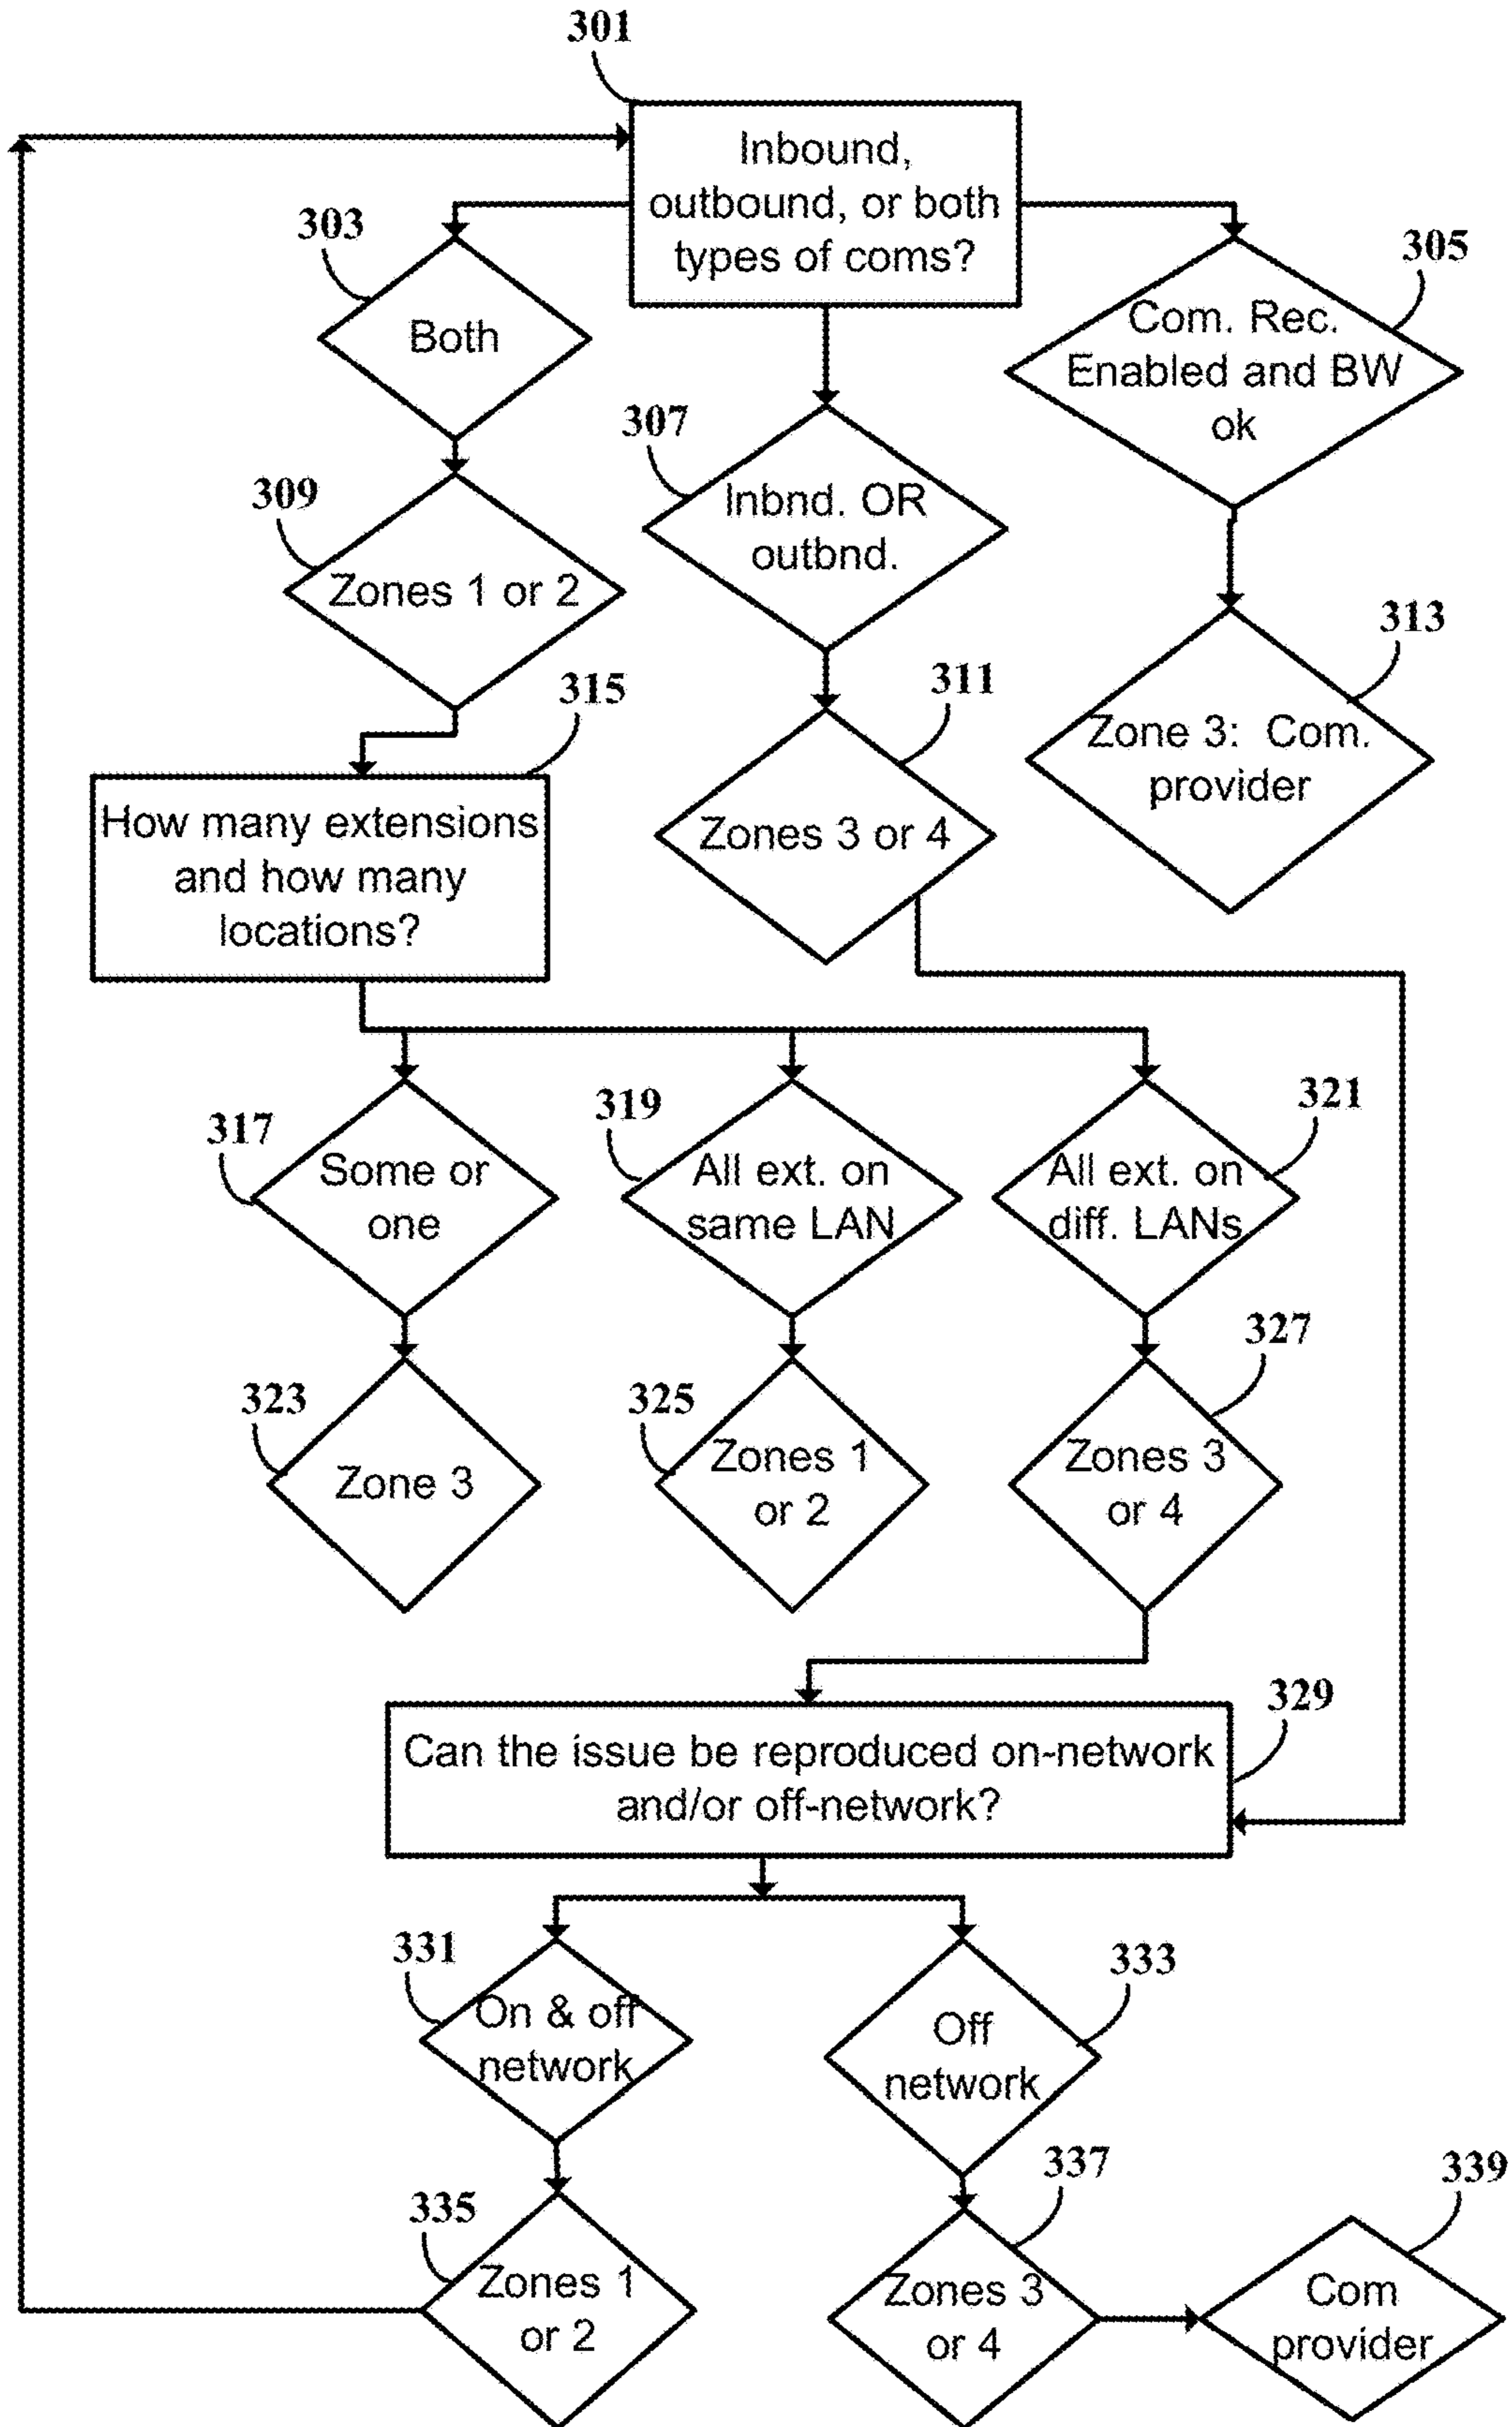 301
Inbound,
outbound, or both
types of coms?
303
Both
305
Com. Rec.
Enabled and BW
ok
307
Inbnd. OR
outbnd.
309
Zones 1 or 2
313
Zone 3: Com.
provider
311
Zones 3 or 4
315
How many extensions
and how many
locations?
317
Some or
one
319
All ext. on
same LAN
321
All ext. on
diff. LANs
323
Zone 3
325
Zones 1
or 2
327
Zones 3
or 4
329
Can the issue be reproduced on-network
and/or off-network?
331
On & off
network
333
Off
network
335
Zones 1
or 2
337
Zones 3
or 4
339
Com
provider